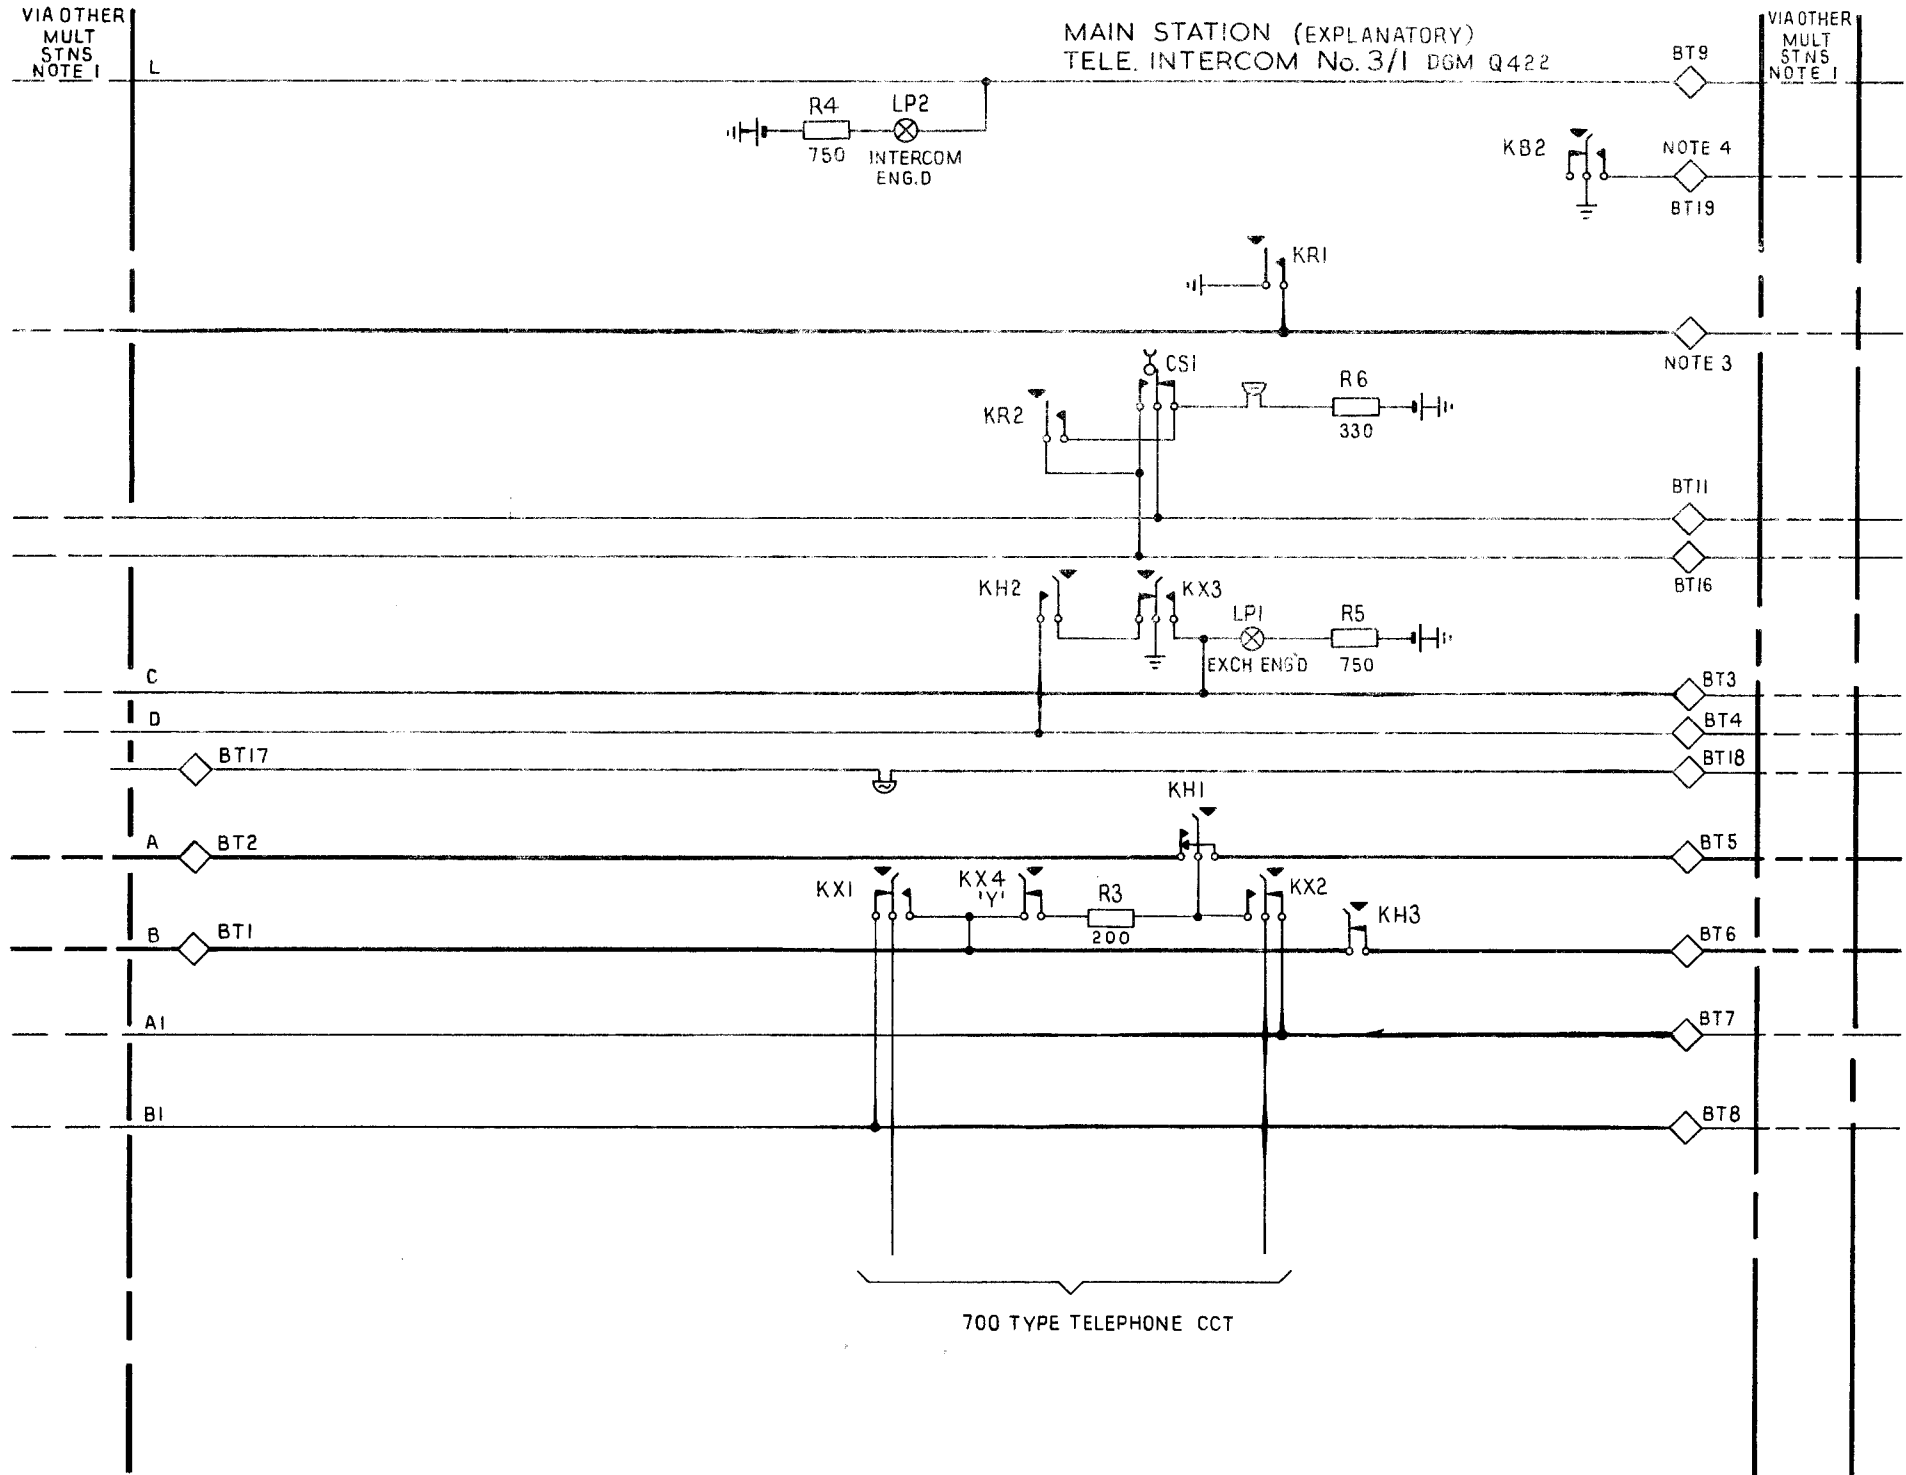 VIA OTHER
MULT
STNS
NOTE 1
MAIN STATION (EXPLANATORY)
TELE. INTERCOM No. 3/1 DGM Q422
VIA OTHER
MULT
STNS
NOTE 1
L
BT9
R4
LP2
750
INTERCOM
ENG.D
KB2
NOTE 4
BT19
KR1
NOTE 3
CS1
KR2
R6
330
BT11
BT16
KH2
KX3
LP1
R5
EXCH ENG'D
750
C
BT3
D
BT4
BT17
BT18
KH1
A
BT2
BT5
KX1
KX4
'Y'
R3
200
KX2
KH3
B
BT1
BT6
A1
BT7
B1
BT8
700 TYPE TELEPHONE CCT